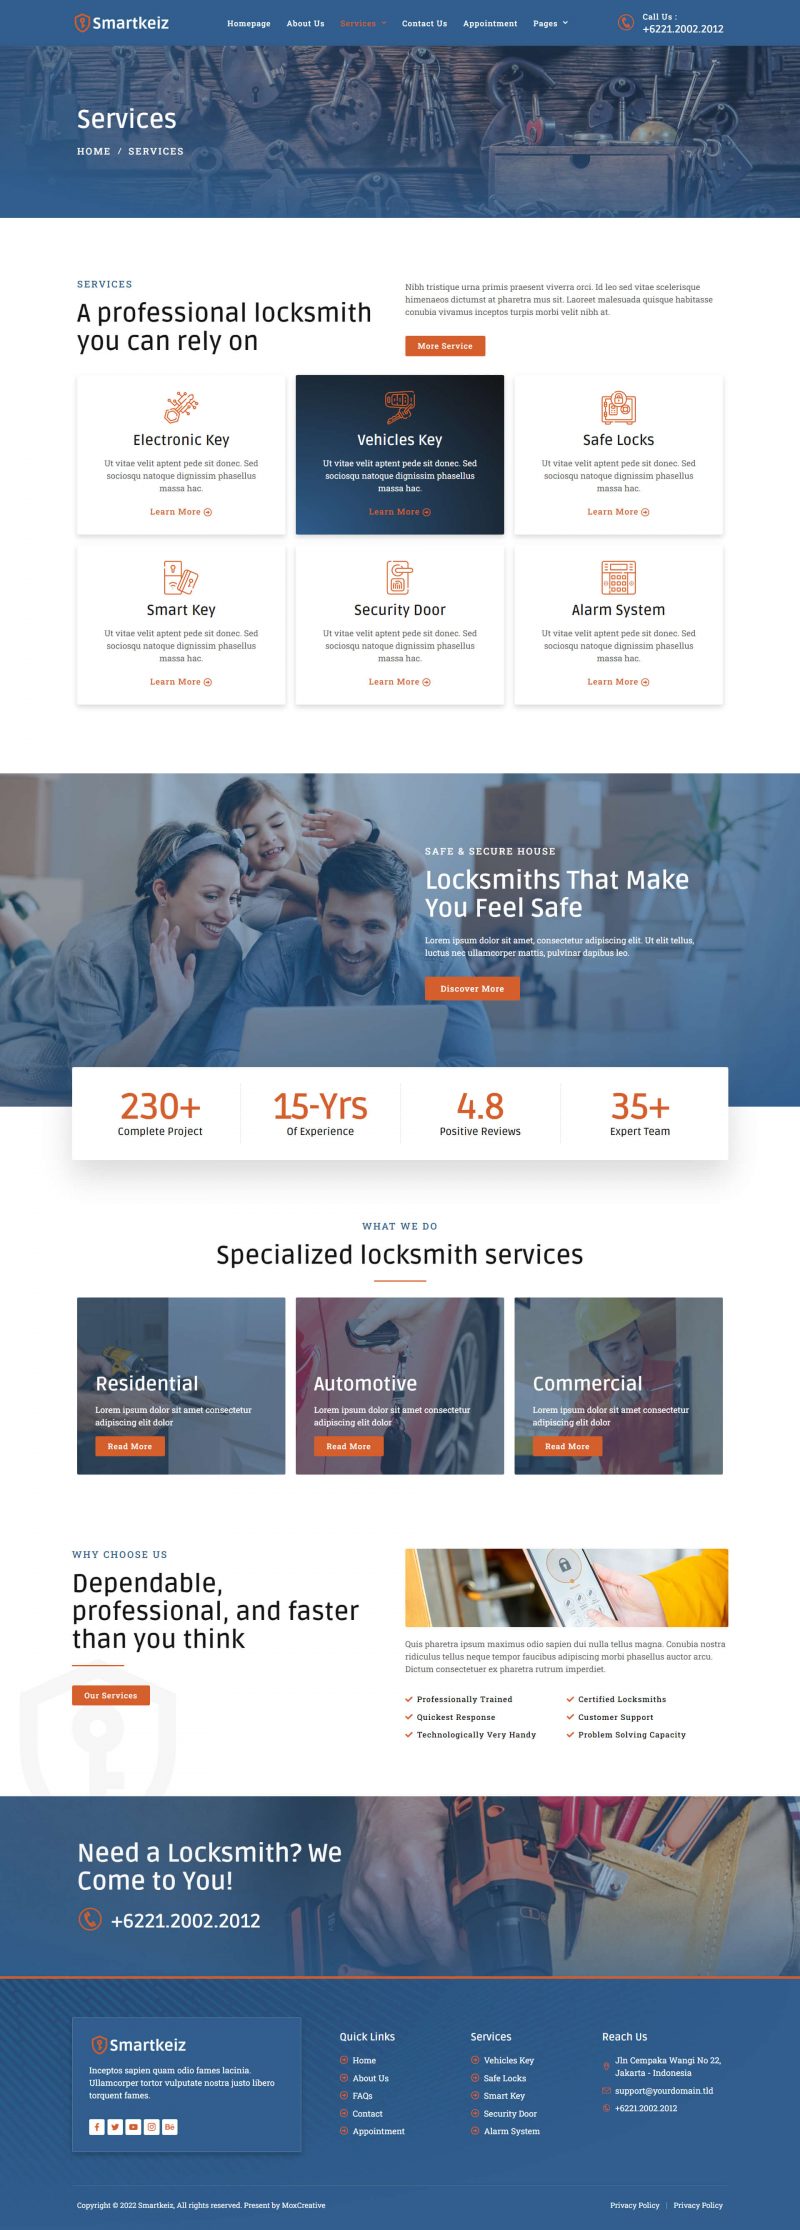 Smartkeiz
Homepage
About Us
Services
Contact Us
Appointment
Pages
Call Us :
+6221.2002.2012
Services
HOME / SERVICES
SERVICES
A professional locksmith
you can rely on
Nibh tristique urna primis praesent viverra orci. Id leo sed vitae scelerisque
himenaeos dictumst at pharetra mus sit. Laoreet malesuada quisque habitasse
conubia vivamus inceptos turpis morbi velit nibh at.
More Service
Electronic Key
Ut vitae velit aptent pede sit donec. Sed
sociosqu natoque dignissim phasellus
massa hac.
Learn More
Vehicles Key
Ut vitae velit aptent pede sit donec. Sed
sociosqu natoque dignissim phasellus
massa hac.
Learn More
Safe Locks
Ut vitae velit aptent pede sit donec. Sed
sociosqu natoque dignissim phasellus
massa hac.
Learn More
Smart Key
Ut vitae velit aptent pede sit donec. Sed
sociosqu natoque dignissim phasellus
massa hac.
Learn More
Security Door
Ut vitae velit aptent pede sit donec. Sed
sociosqu natoque dignissim phasellus
massa hac.
Learn More
Alarm System
Ut vitae velit aptent pede sit donec. Sed
sociosqu natoque dignissim phasellus
massa hac.
Learn More
SAFE & SECURE HOUSE
Locksmiths That Make
You Feel Safe
Lorem ipsum dolor sit amet, consectetur adipiscing elit. Ut elit tellus,
luctus nec ullamcorper mattis, pulvinar dapibus leo.
Discover More
230+
Complete Project
15-Yrs
Of Experience
4.8
Positive Reviews
35+
Expert Team
WHAT WE DO
Specialized locksmith services
Residential
Lorem ipsum dolor sit amet consectetur
adipiscing elit dolor
Read More
Automotive
Lorem ipsum dolor sit amet consectetur
adipiscing elit dolor
Read More
Commercial
Lorem ipsum dolor sit amet consectetur
adipiscing elit dolor
Read More
WHY CHOOSE US
Dependable,
professional, and faster
than you think
Our Services
Quis pharetra ipsum maximus odio sapien dui nulla tellus magna. Conubia nostra
ridiculus tellus neque tempor faucibus adipiscing morbi phasellus auctor arcu.
Dictum consectetuer ex pharetra rutrum imperdiet.
Professionally Trained
Certified Locksmiths
Quickest Response
Customer Support
Technologically Very Handy
Problem Solving Capacity
Need a Locksmith? We
Come to You!
+6221.2002.2012
Smartkeiz
Inceptos sapien quam odio fames lacinia.
Ullamcorper tortor vulputate nostra justo libero
torquent fames.
Quick Links
Home
About Us
FAQs
Contact
Appointment
Services
Vehicles Key
Safe Locks
Smart Key
Security Door
Alarm System
Reach Us
Jln Cempaka Wangi No 22,
Jakarta - Indonesia
support@yourdomain.tld
+6221.2002.2012
Copyright © 2022 Smartkeiz, All rights reserved. Present by MoxCreative
Privacy Policy | Privacy Policy